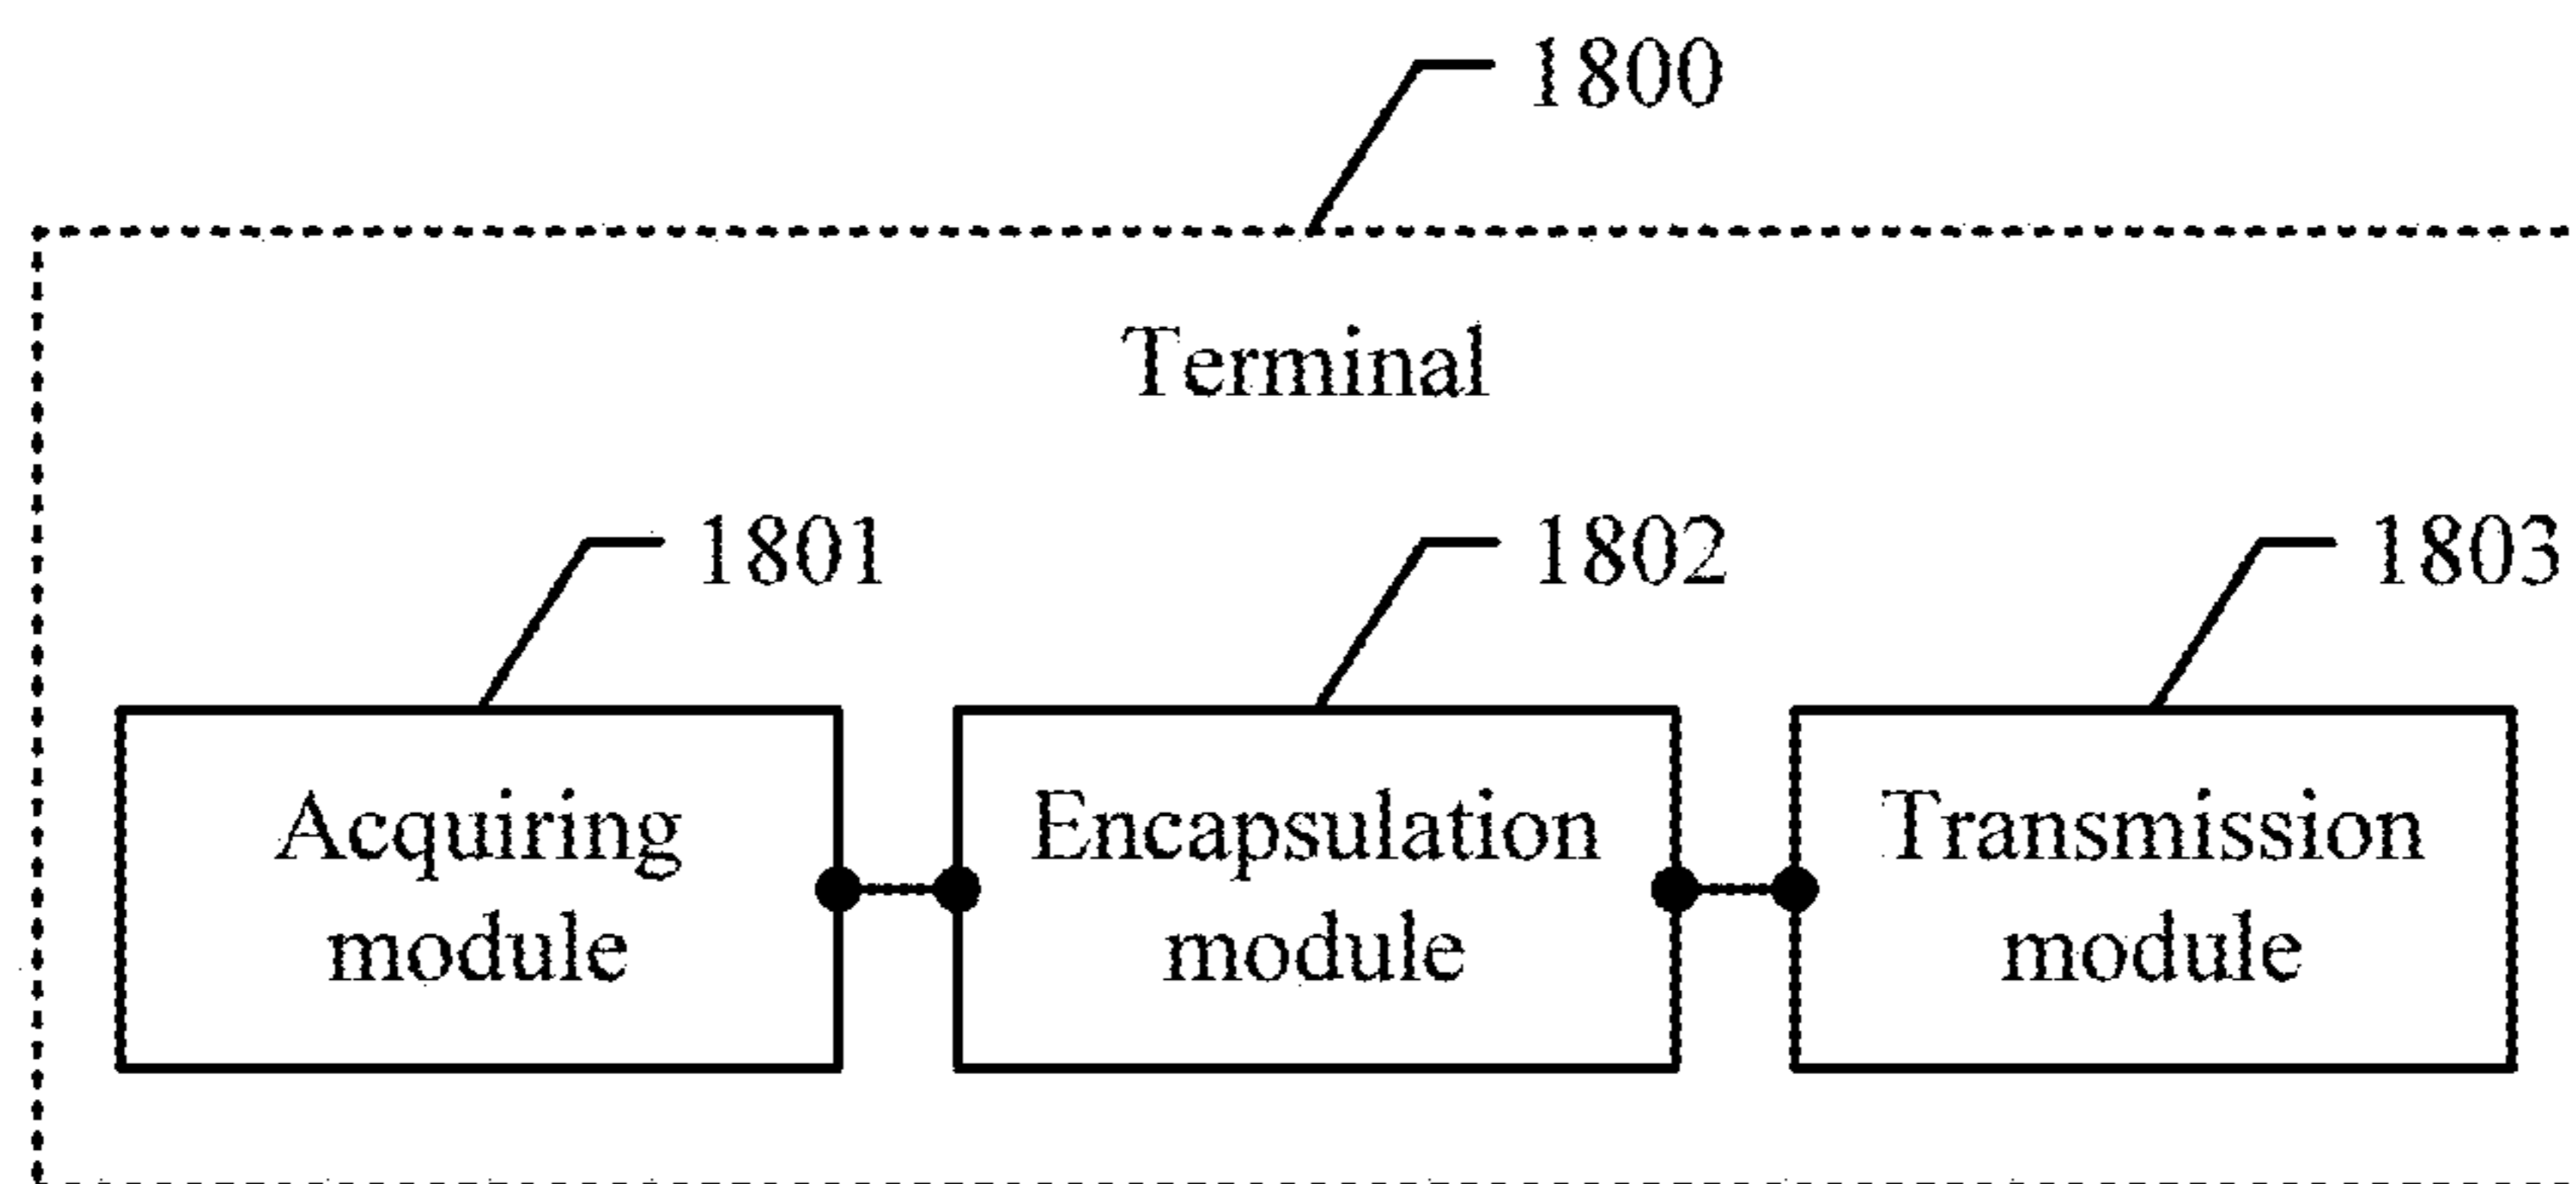 1800
Terminal
1801
1802
1803
Acquiring
module
Encapsulation
module
Transmission
module